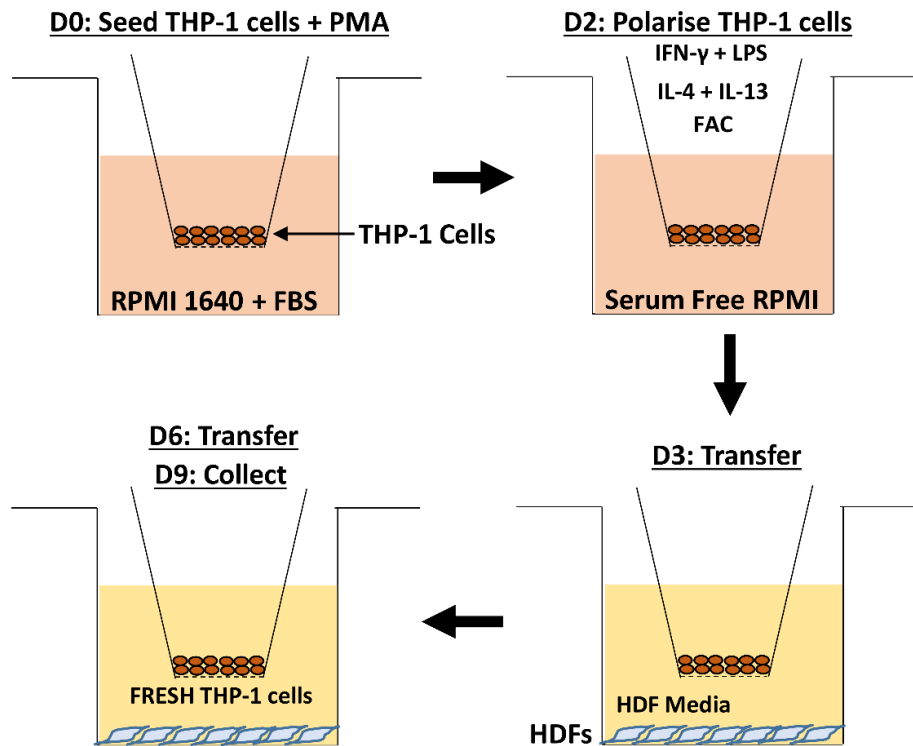 D0: Seed THP-1 cells + PMA
THP-1 Cells
RPMI 1640 + FBS
D2: Polarise THP-1 cells
IFN-γ + LPS
IL-4 + IL-13
FAC
Serum Free RPMI
D3: Transfer
HDF Media
HDFs
D6: Transfer
D9: Collect
FRESH THP-1 cells